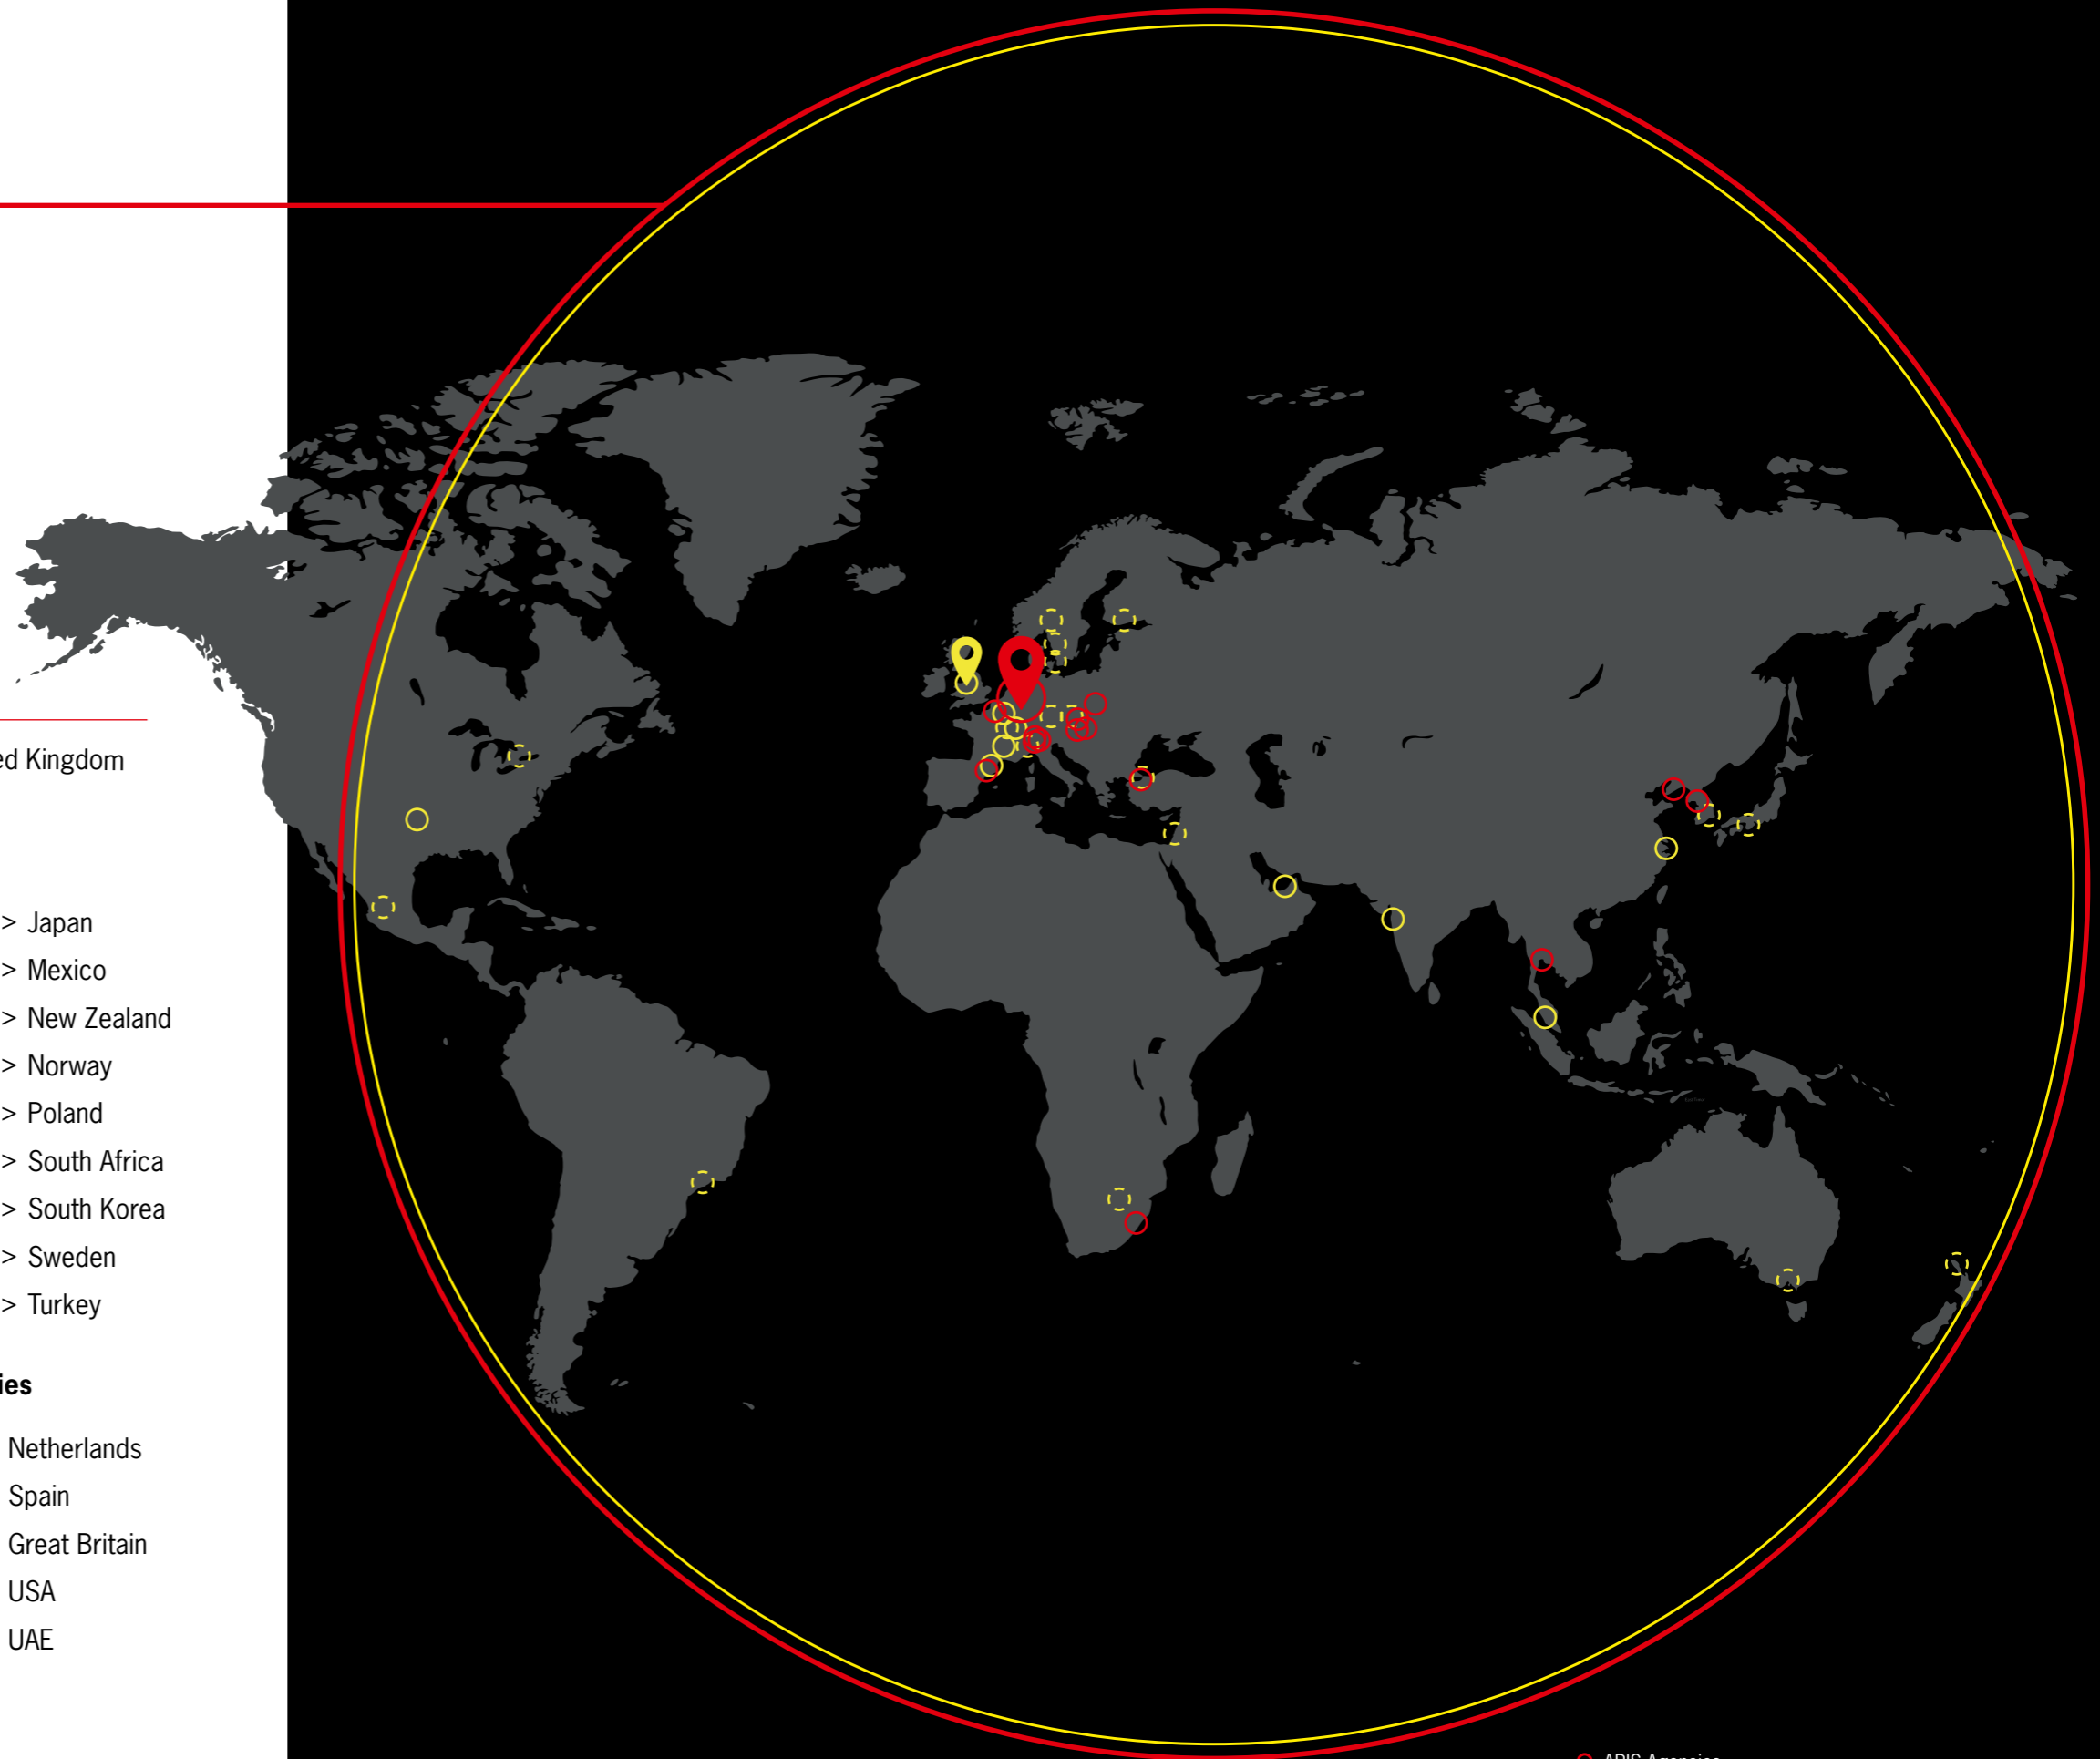 ed Kingdom
> Japan
> Mexico
> New Zealand
> Norway
> Poland
> South Africa
> South Korea
> Sweden
> Turkey
ies
Netherlands
Spain
Great Britain
USA
UAE